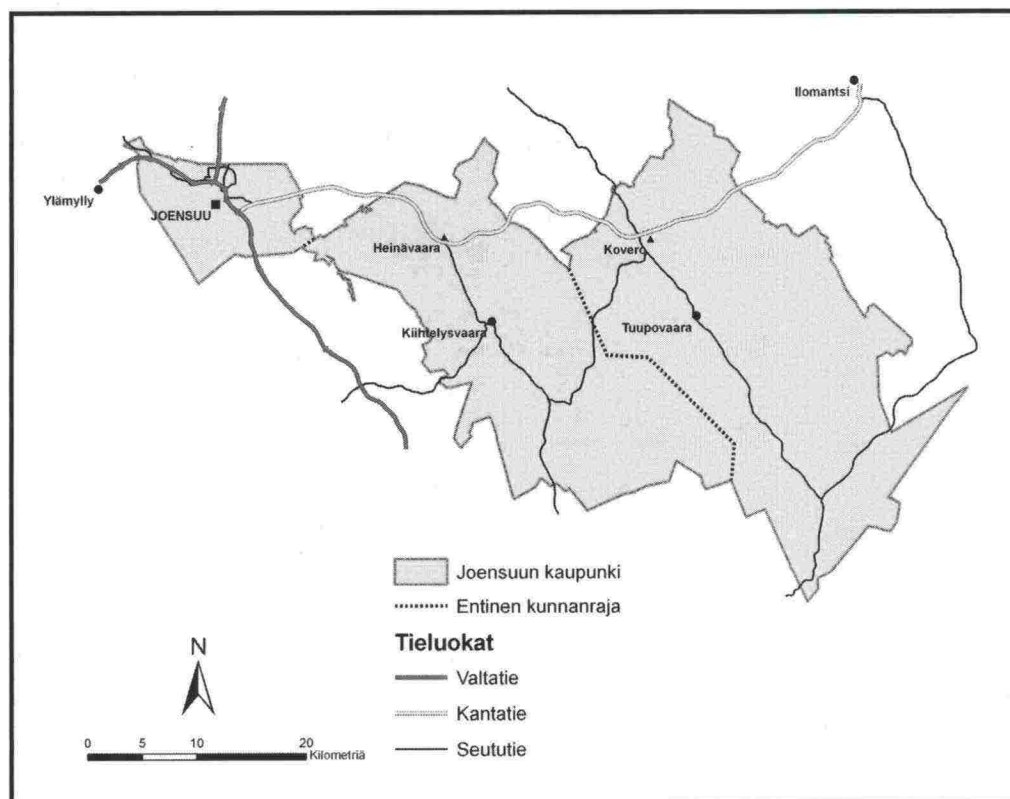 Ilomantsi
Ylämylly
JOENSUU
Heinävaara
Kovero
Kiihtelysvaara
Tuupovaara
Joensuun kaupunki
Entinen kunnanraja
Tieluokat
N
Valtatie
Kantatie
Seututie
0 5 10 20
Kilometriä